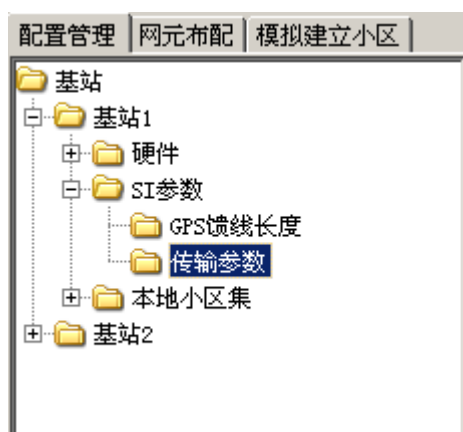 配置管理 网元布配 模拟建立小区
基站
基站1
硬件
SI参数
GPS馈线长度
传输参数
本地小区集
基站2